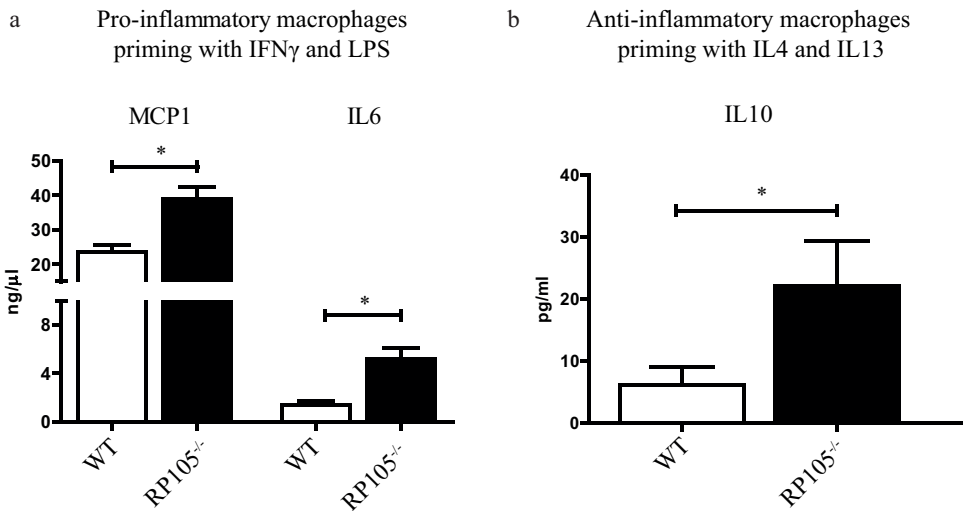 a
Pro-inflammatory macrophages
priming with IFNγ and LPS
MCP1
IL6
*
*
50
40
30
20
8
4
0
ng/µl
WT
RP105-/-
WT
RP105-/-
b
Anti-inflammatory macrophages
priming with IL4 and IL13
IL10
*
40
30
20
10
0
pg/ml
WT
RP105-/-